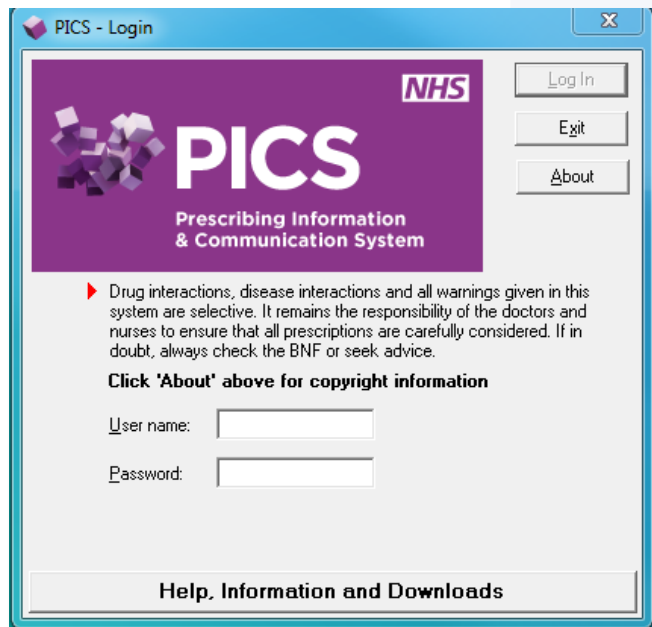 PICS - Login
NHS
PICS
Prescribing Information
& Communication System
Log In
Exit
About
Drug interactions, disease interactions and all warnings given in this
system are selective. It remains the responsibility of the doctors and
nurses to ensure that all prescriptions are carefully considered. If in
doubt, always check the BNF or seek advice.
Click 'About' above for copyright information
User name:
Password:
Help, Information and Downloads